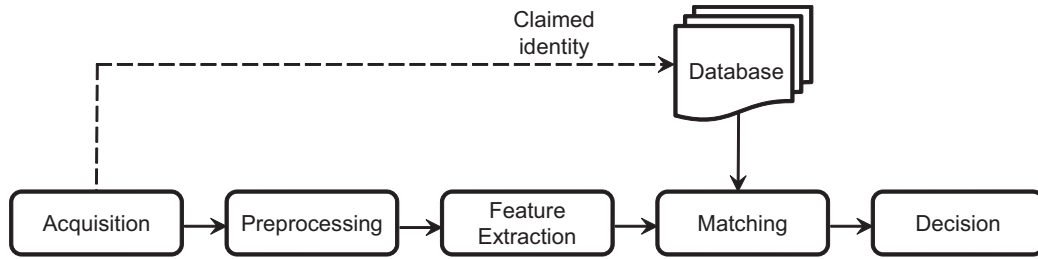 Claimed
identity
Database
Acquisition
Preprocessing
Feature
Extraction
Matching
Decision